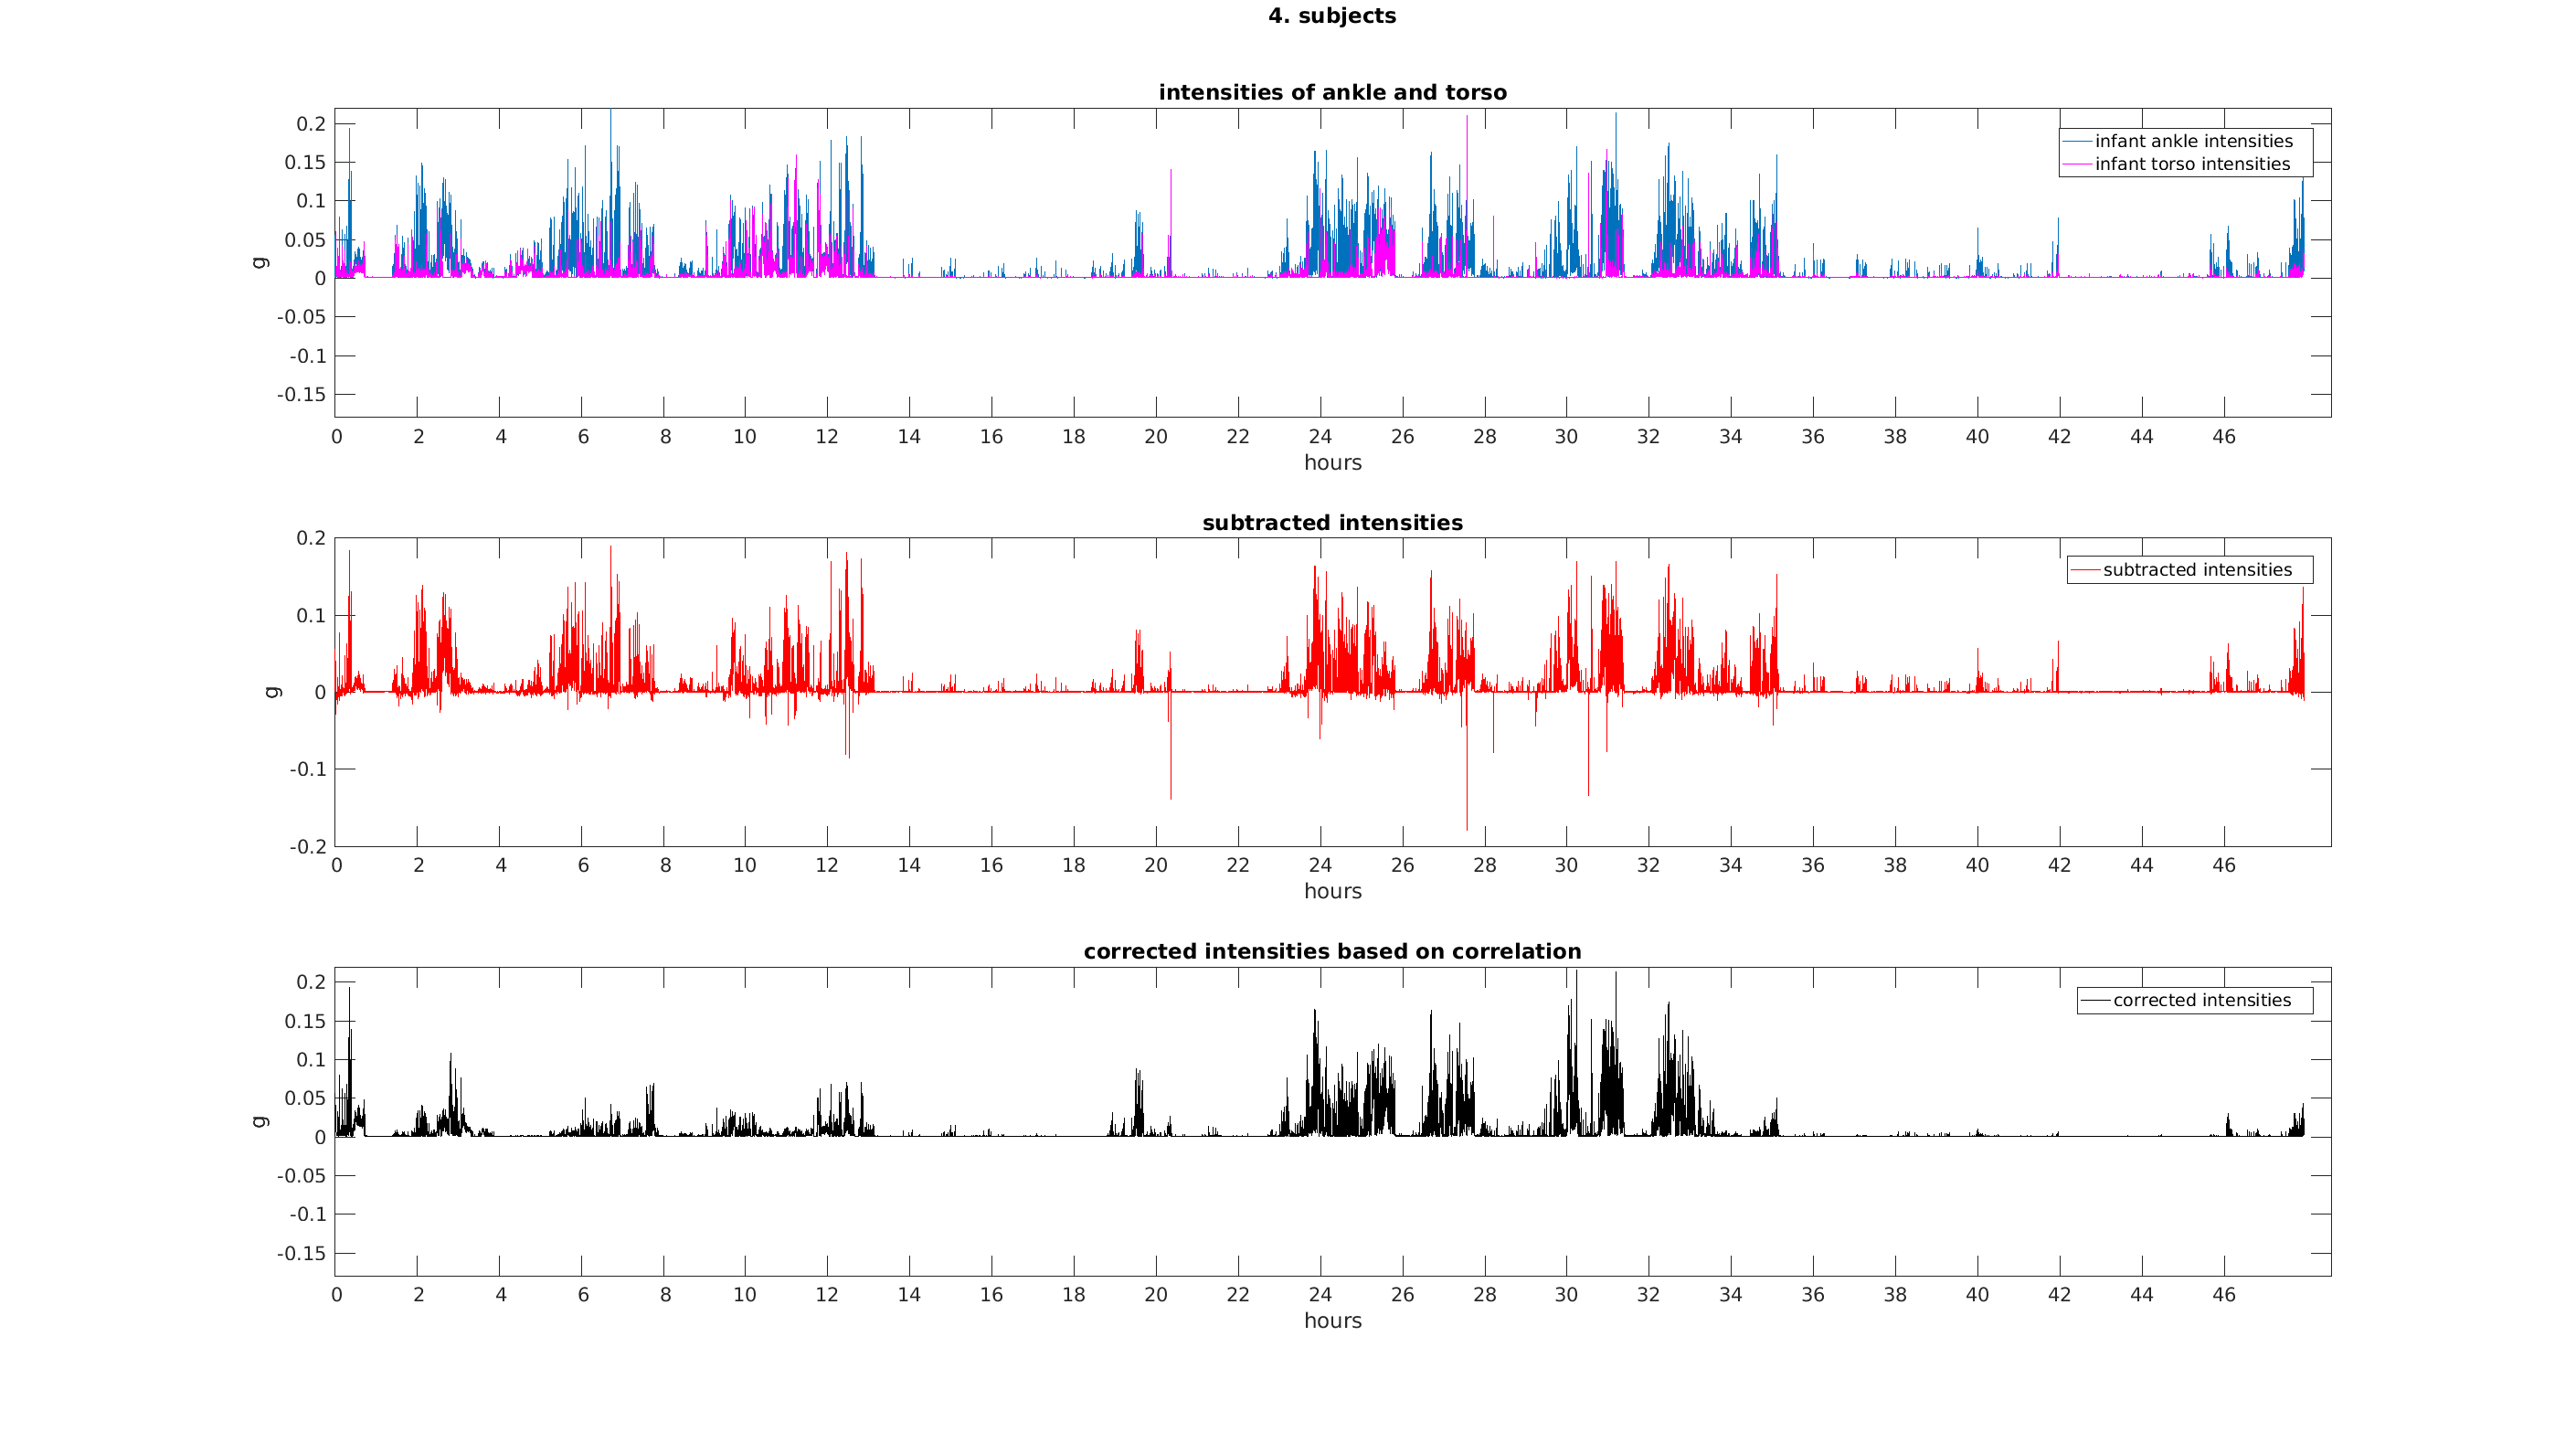 4. subjects
intensities of ankle and torso
0.2
0.15
0.1
0.05
0
-0.05
-0.1
-0.15
g
infant ankle intensities
infant torso intensities
0 2 4 6 8 10 12 14 16 18 20 22 24 26 28 30 32 34 36 38 40 42 44 46
hours
subtracted intensities
0.2
0.1
0
-0.1
-0.2
g
subtracted intensities
0 2 4 6 8 10 12 14 16 18 20 22 24 26 28 30 32 34 36 38 40 42 44 46
hours
corrected intensities based on correlation
0.2
0.15
0.1
0.05
0
-0.05
-0.1
-0.15
g
corrected intensities
0 2 4 6 8 10 12 14 16 18 20 22 24 26 28 30 32 34 36 38 40 42 44 46
hours